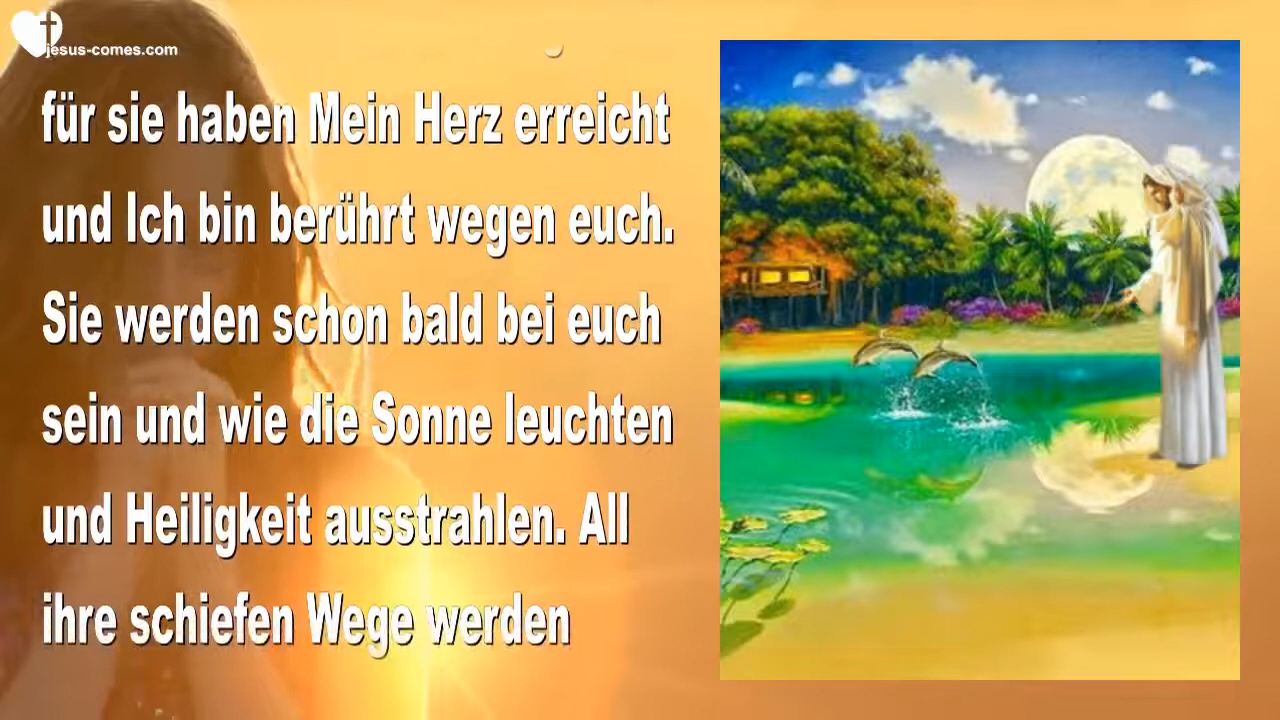 jesus-comes.com
für sie haben Mein Herz erreicht
und Ich bin berührt wegen euch.
Sie werden schon bald bei euch
sein und wie die Sonne leuchten
und Heiligkeit ausstrahlen. All
ihre schiefen Wege werden